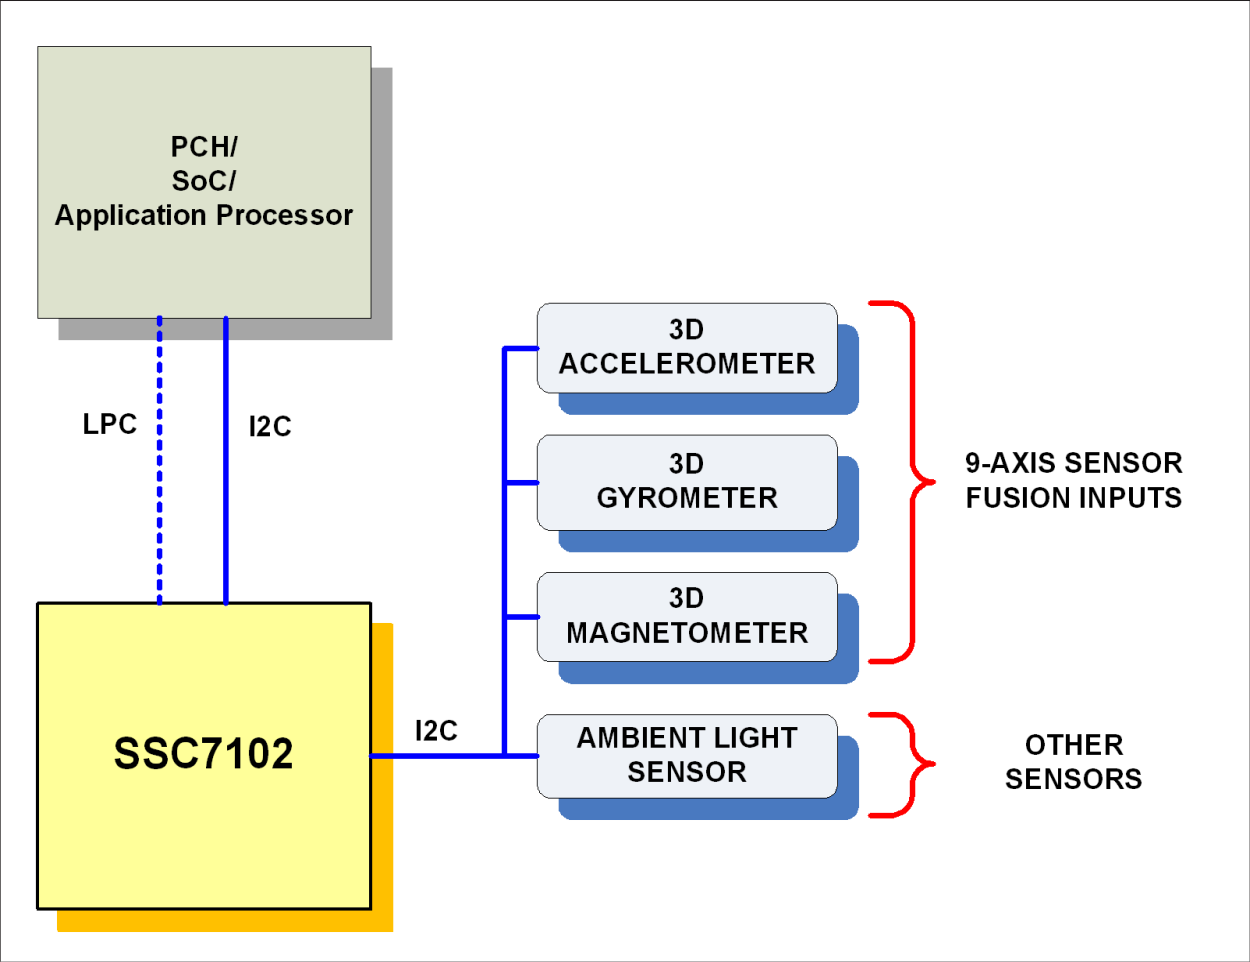 PCH/
SoC/
Application Processor
LPC
I2C
3D
ACCELEROMETER
3D
GYROMETER
3D
MAGNETOMETER
9-AXIS SENSOR
FUSION INPUTS
SSC7102
I2C
AMBIENT LIGHT
SENSOR
OTHER
SENSORS